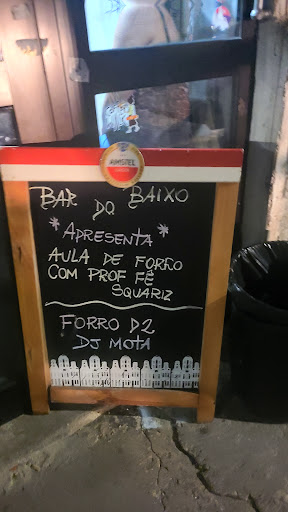 AMSTEL
BAR DO BAIXO
*APRESENTA*
AULA DE FORRO
COM PROF FÊ
SQUARIZ
FORRO D2
DJ MOTA